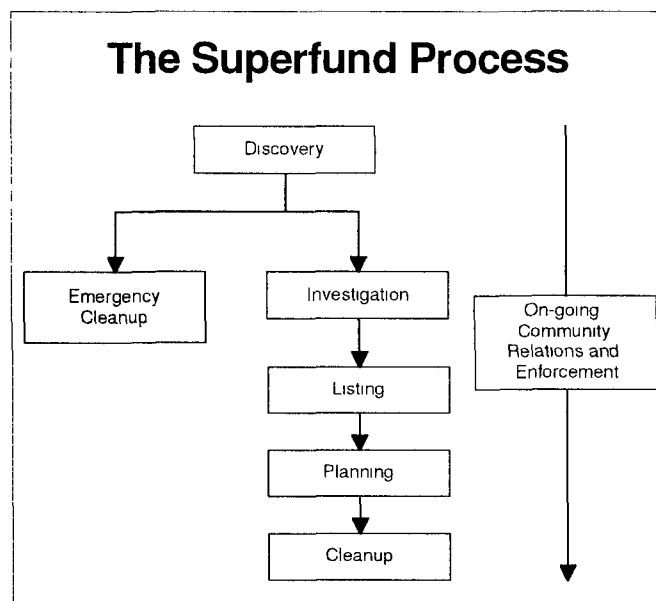 The Superfund Process
Discovery
Emergency
Cleanup
Investigation
On-going
Community
Relations and
Enforcement
Listing
Planning
Cleanup